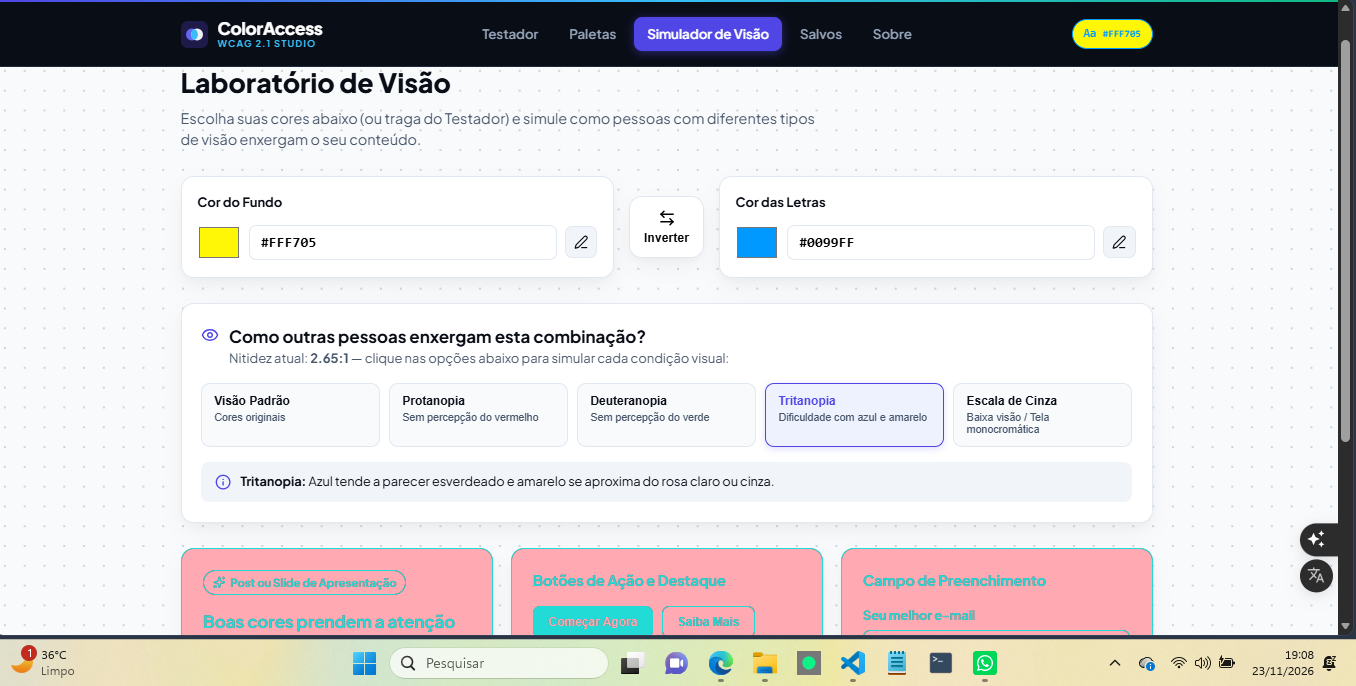 ColorAccess
WCAG 2.1 STUDIO
Testador
Paletas
Simulador de Visão
Salvos
Sobre
Aa #FFF705
Laboratório de Visão
Escolha suas cores abaixo (ou traga do Testador) e simule como pessoas com diferentes tipos
de visão enxergam o seu conteúdo.
Cor do Fundo
#FFF705
Inverter
Cor das Letras
#0099FF
Como outras pessoas enxergam esta combinação?
Nitidez atual: 2.65:1 — clique nas opções abaixo para simular cada condição visual:
Visão Padrão
Cores originais
Protanopia
Sem percepção do vermelho
Deuteranopia
Sem percepção do verde
Tritanopia
Dificuldade com azul e amarelo
Escala de Cinza
Baixa visão / Tela
monocromática
Tritanopia: Azul tende a parecer esverdeado e amarelo se aproxima do rosa claro ou cinza.
Post ou Slide de Apresentação
Boas cores prendem a atenção
Botões de Ação e Destaque
Começar Agora
Saiba Mais
Campo de Preenchimento
Seu melhor e-mail
1
36°C
Limpo
Pesquisar
19:08
23/11/2026